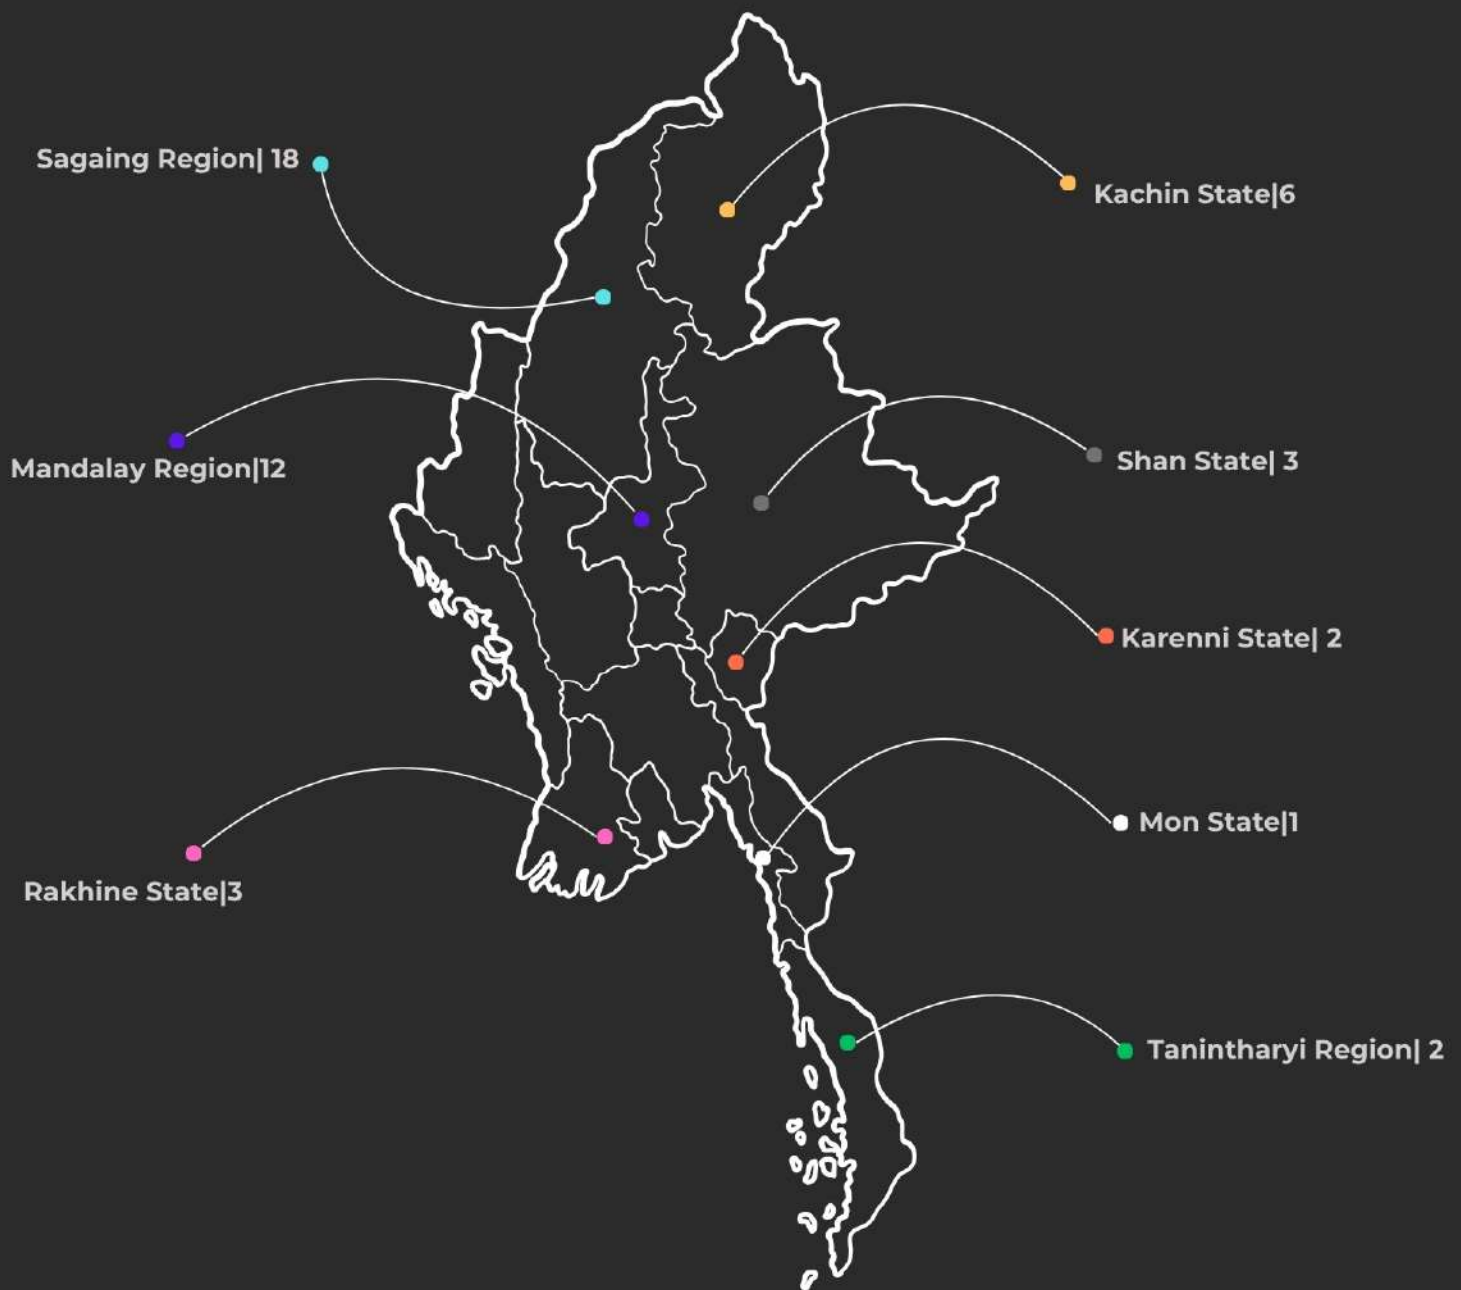 Sagaing Region| 18
Kachin State|6
Mandalay Region|12
Shan State| 3
Karenni State| 2
Mon State|1
Rakhine State|3
Tanintharyi Region| 2